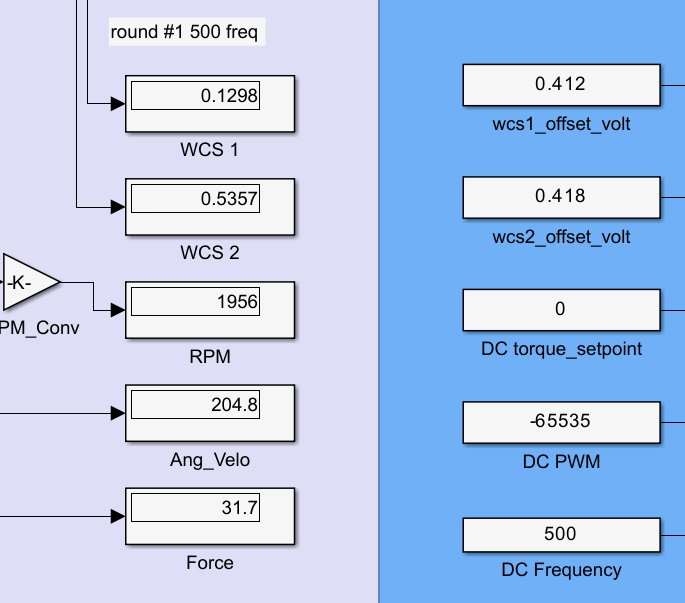 round #1 500 freq
0.1298
WCS 1
0.5357
WCS 2
-K-
PM_Conv
1956
RPM
204.8
Ang_Velo
31.7
Force
0.412
wcs1_offset_volt
0.418
wcs2_offset_volt
0
DC torque_setpoint
-65535
DC PWM
500
DC Frequency